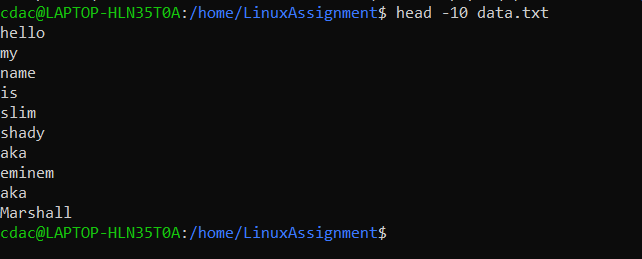 cdac@LAPTOP-HLN35T0A:/home/LinuxAssignment$ head -10 data.txt
hello
my
name
is
slim
shady
aka
eminem
aka
Marshall
cdac@LAPTOP-HLN35T0A:/home/LinuxAssignment$